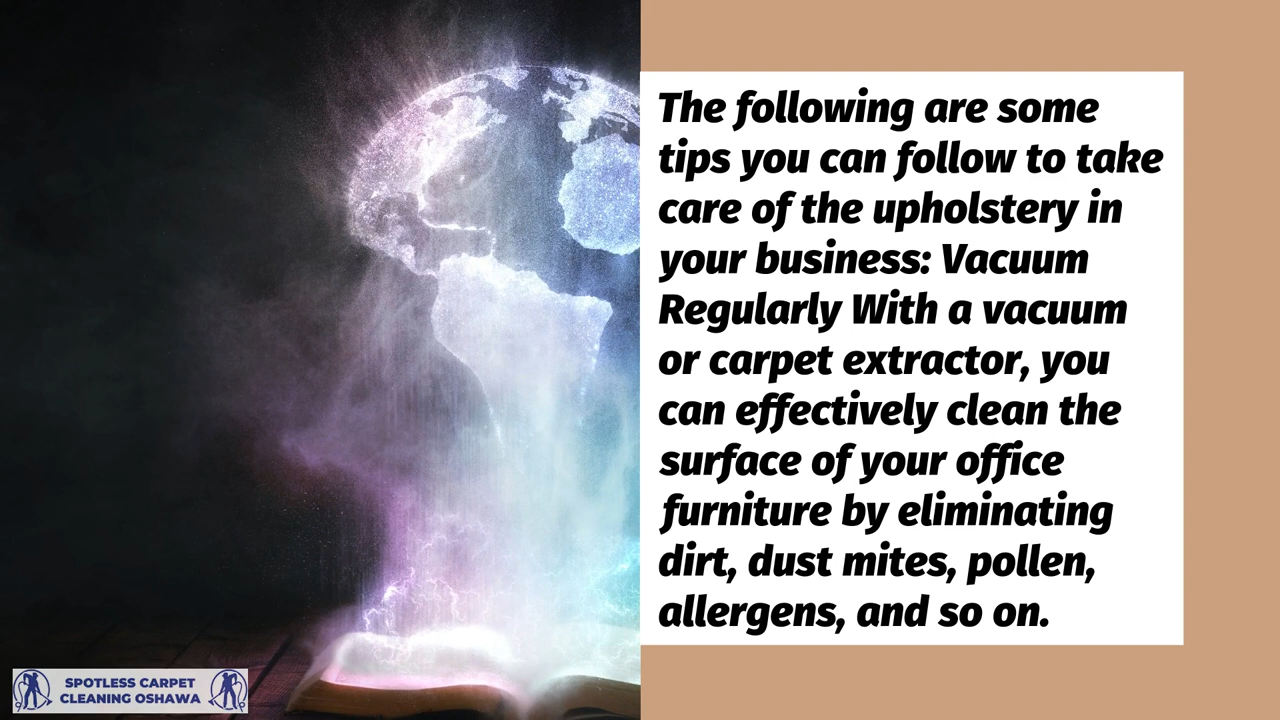 The following are some
tips you can follow to take
care of the upholstery in
your business: Vacuum
Regularly With a vacuum
or carpet extractor, you
can effectively clean the
surface of your office
furniture by eliminating
dirt, dust mites, pollen,
allergens, and so on.
SPOTLESS CARPET
CLEANING OSHAWA